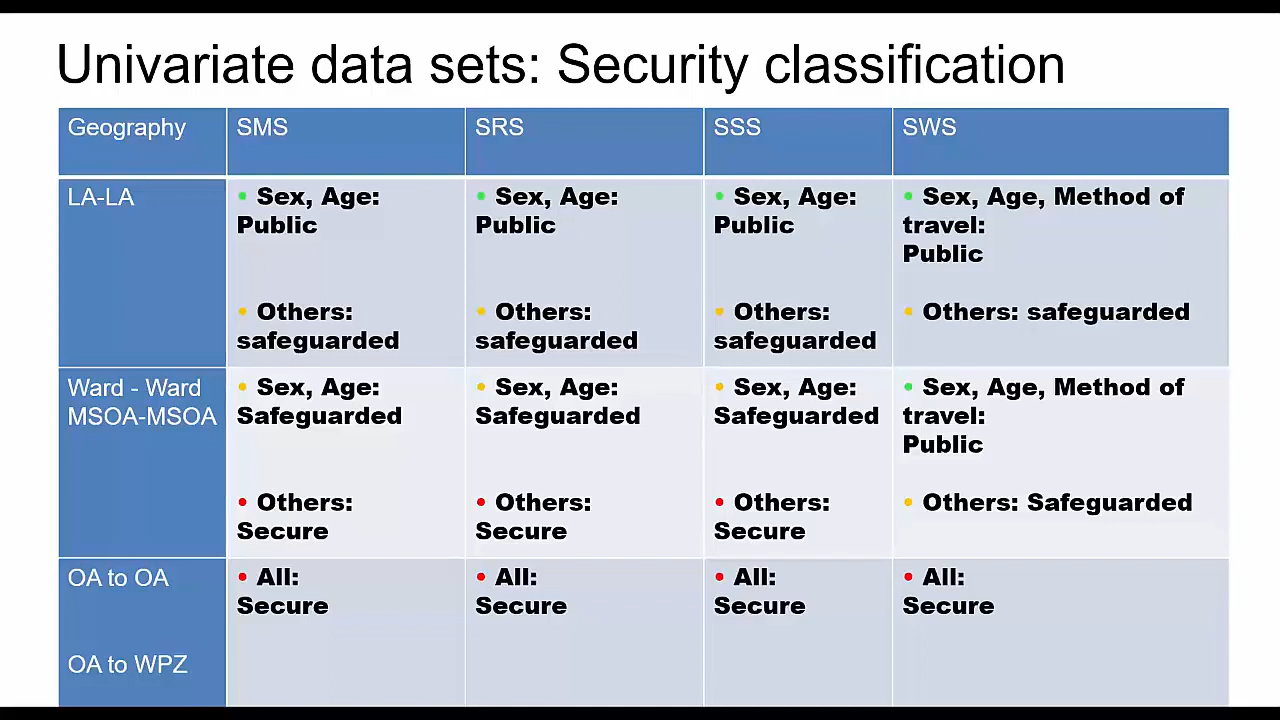 Univariate data sets: Security classification
Geography SMS SRS SSS SWS
LA-LA
• Sex, Age:
Public
• Others:
safeguarded
• Sex, Age:
Public
• Others:
safeguarded
• Sex, Age:
Public
• Others:
safeguarded
• Sex, Age, Method of
travel:
Public
• Others: safeguarded
Ward - Ward
MSOA-MSOA
• Sex, Age:
Safeguarded
• Others:
Secure
• Sex, Age:
Safeguarded
• Others:
Secure
• Sex, Age:
Safeguarded
• Others:
Secure
• Sex, Age, Method of
travel:
Public
• Others: Safeguarded
OA to OA
OA to WPZ
• All:
Secure
• All:
Secure
• All:
Secure
• All:
Secure